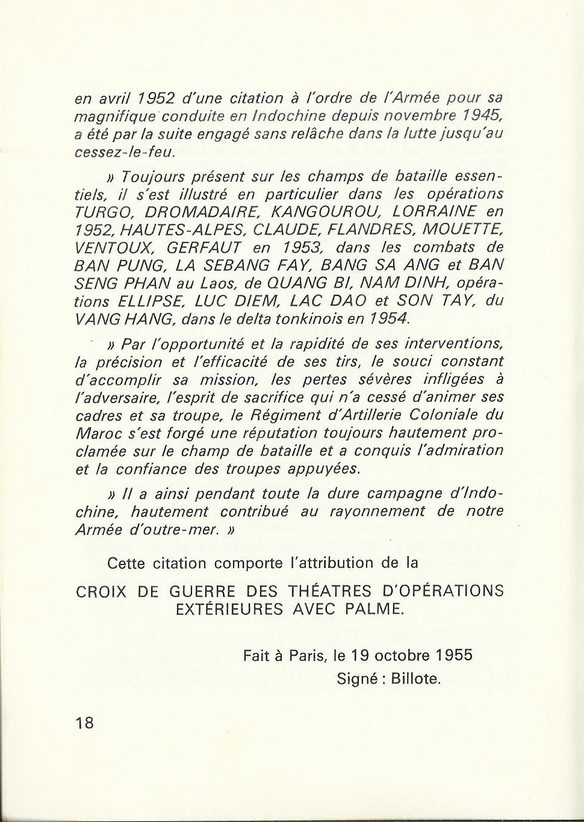 en avril 1952 d'une citation à l'ordre de l'Armée pour sa
magnifique conduite en Indochine depuis novembre 1945,
a été par la suite engagé sans relâche dans la lutte jusqu'au
cessez-le-feu.
» Toujours présent sur les champs de bataille essen-
tiels, il s'est illustré en particulier dans les opérations
TURGO, DROMADAIRE, KANGOUROU, LORRAINE en
1952, HAUTES-ALPES, CLAUDE, FLANDRES, MOUETTE,
VENTOUX, GERFAUT en 1953, dans les combats de
BAN PUNG, LA SEBANG FAY, BANG SA ANG et BAN
SENG PHAN au Laos, de QUANG BI, NAM DINH, opéra-
tions ELLIPSE, LUC DIEM, LAC DAO et SON TAY, du
VANG HANG, dans le delta tonkinois en 1954.
» Par l'opportunité et la rapidité de ses interventions,
la précision et l'efficacité de ses tirs, le souci constant
d'accomplir sa mission, les pertes sévères infligées à
l'adversaire, l'esprit de sacrifice qui n'a cessé d'animer ses
cadres et sa troupe, le Régiment d'Artillerie Coloniale du
Maroc s'est forgé une réputation toujours hautement pro-
clamée sur le champ de bataille et a conquis l'admiration
et la confiance des troupes appuyées.
» Il a ainsi pendant toute la dure campagne d'Indo-
chine, hautement contribué au rayonnement de notre
Armée d'outre-mer. »
Cette citation comporte l'attribution de la
CROIX DE GUERRE DES THÉATRES D'OPÉRATIONS
EXTÉRIEURES AVEC PALME.
Fait à Paris, le 19 octobre 1955
Signé : Billote.
18